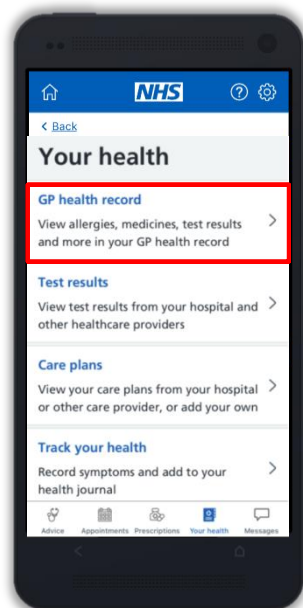 NHS
< Back
Your health
GP health record
View allergies, medicines, test results
and more in your GP health record
Test results
View test results from your hospital and
other healthcare providers
Care plans
View your care plans from your hospital
or other care provider, or add your own
Track your health
Record symptoms and add to your
health journal
Advice Appointments Prescriptions Your health Messages